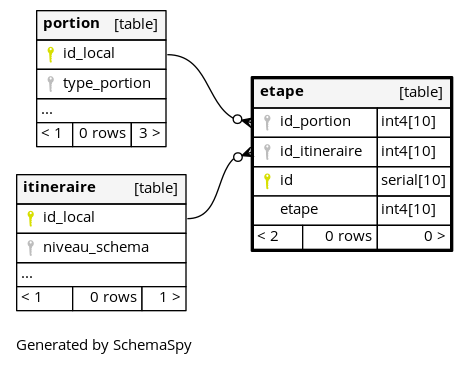 portion [table]
id_local
type_portion
...
< 1 0 rows 3 >
etape [table]
id_portion int4[10]
id_itineraire int4[10]
id serial[10]
etape int4[10]
< 2 0 rows 0 >
itineraire [table]
id_local
niveau_schema
...
< 1 0 rows 1 >
Generated by SchemaSpy